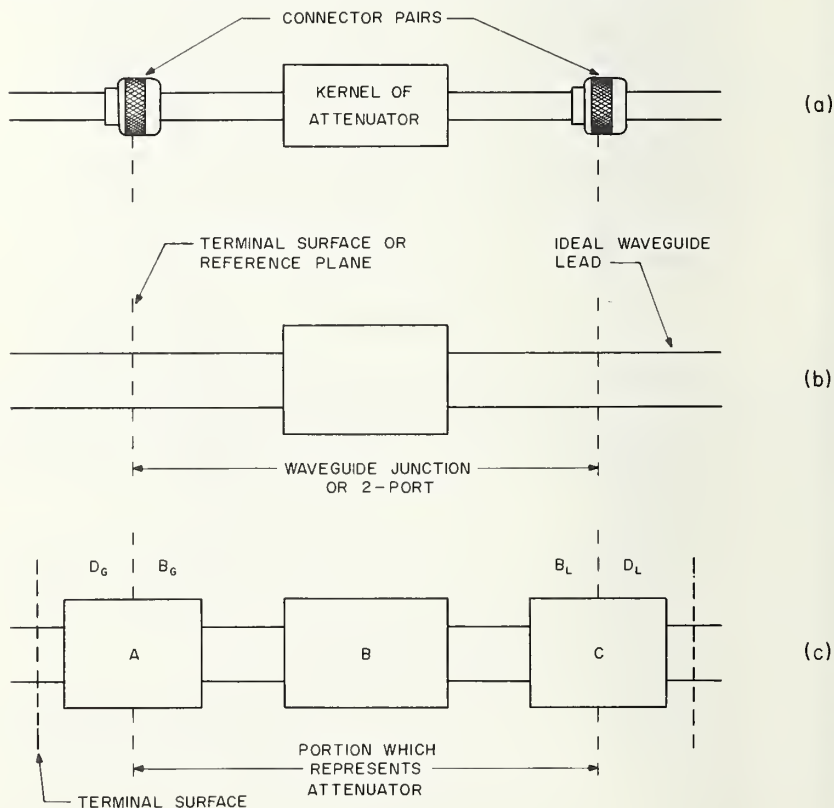 CONNECTOR PAIRS
KERNEL OF
ATTENUATOR
(a)
TERMINAL SURFACE OR
REFERENCE PLANE
IDEAL WAVEGUIDE
LEAD
(b)
WAVEGUIDE JUNCTION
OR 2-PORT
D_G B_G B_L D_L
A B C
(c)
PORTION WHICH
REPRESENTS
ATTENUATOR
TERMINAL SURFACE